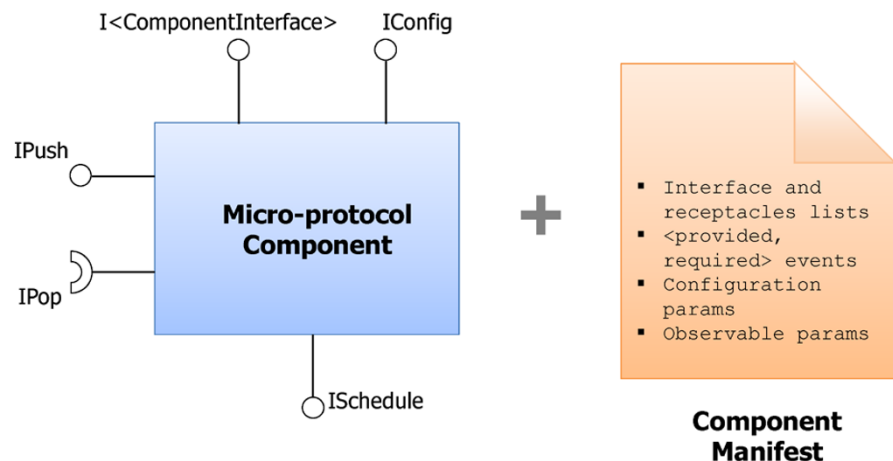 I<ComponentInterface>
IConfig
IPush
IPop
Micro-protocol
Component
ISchedule
+
▪ Interface and
receptacles lists
▪ <provided,
required> events
▪ Configuration
params
▪ Observable params
Component
Manifest